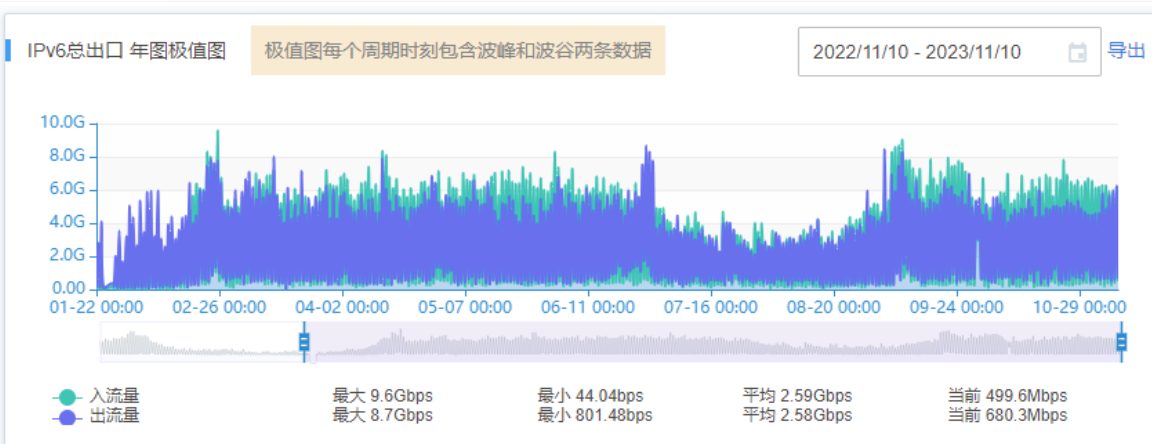 IPv6总出口 年图极值图 极值图每个周期时刻包含波峰和波谷两条数据 2022/11/10 - 2023/11/10 导出
10.0G
8.0G
6.0G
4.0G
2.0G
0.00
01-22 00:00 02-26 00:00 04-02 00:00 05-07 00:00 06-11 00:00 07-16 00:00 08-20 00:00 09-24 00:00 10-29 00:00
入流量 最大 9.6Gbps 最小 44.04bps 平均 2.59Gbps 当前 499.6Mbps
出流量 最大 8.7Gbps 最小 801.48bps 平均 2.58Gbps 当前 680.3Mbps